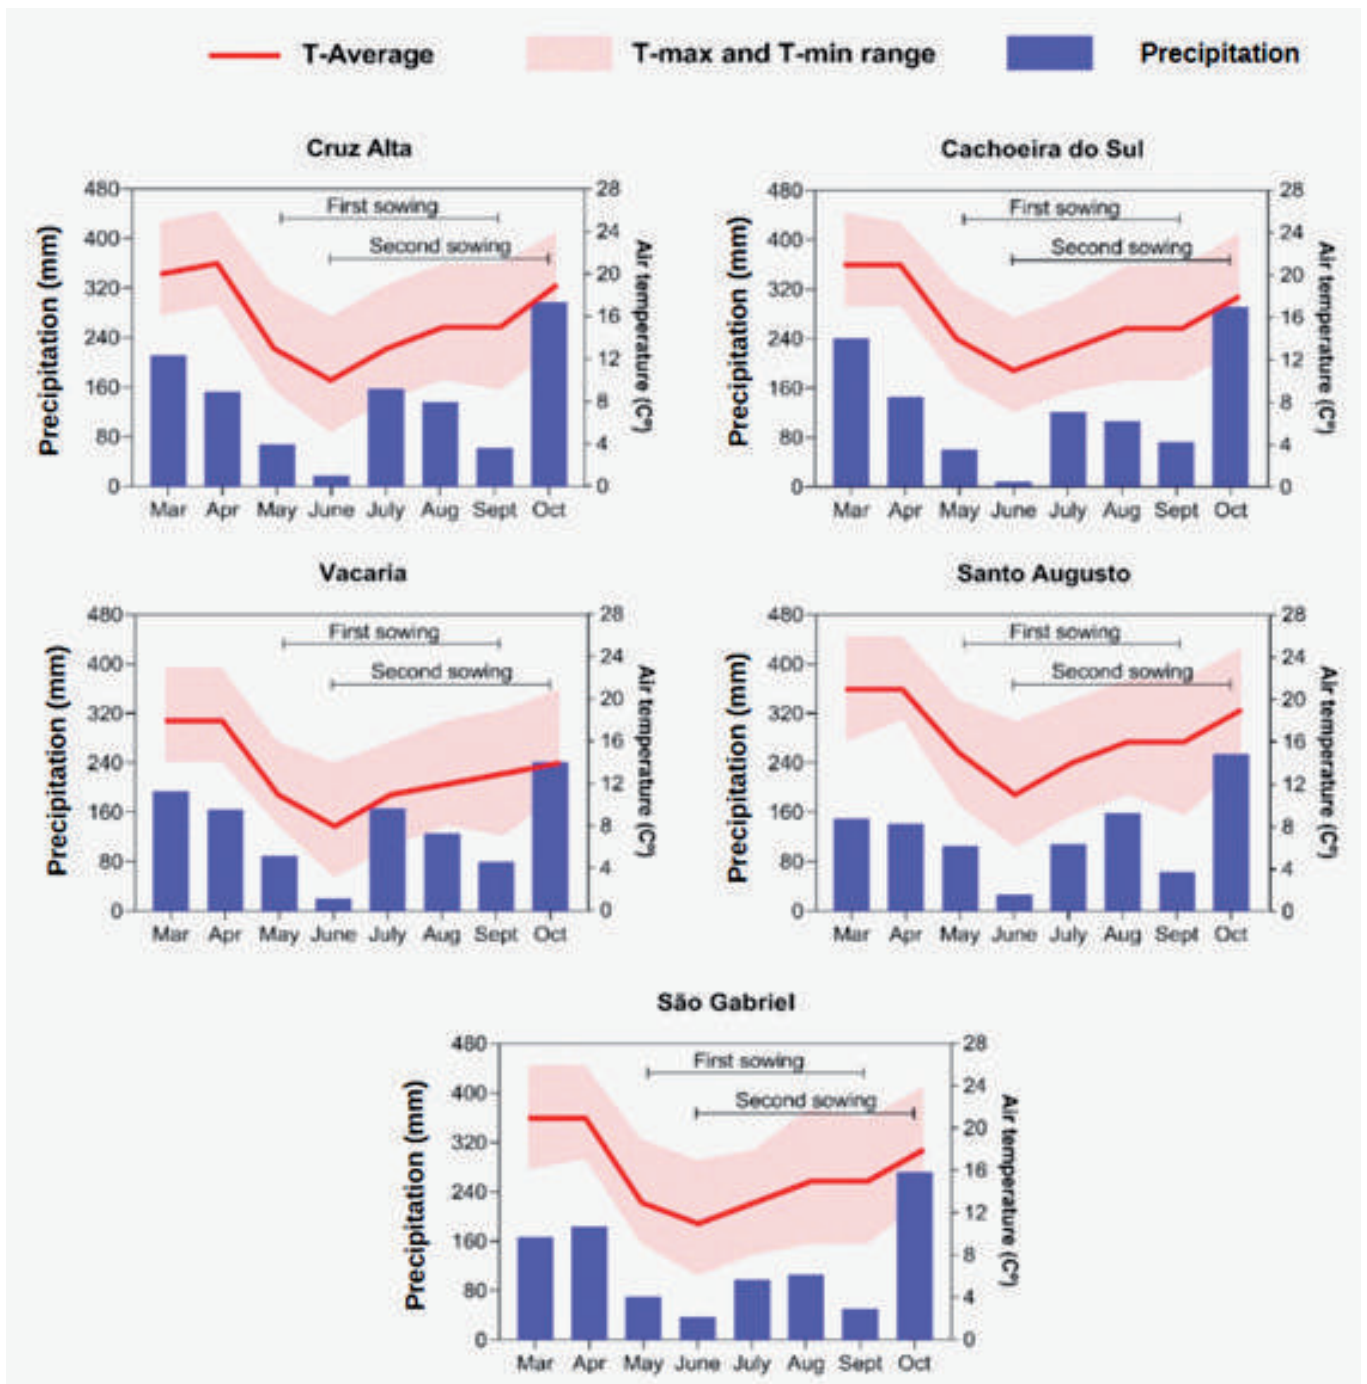 T-Average T-max and T-min range Precipitation
Cruz Alta
480
400
320
240
160
80
0
Precipitation (mm)
First sowing
Second sowing
28
24
20
16
12
8
4
0
Air temperature (Cº)
Mar Apr May June July Aug Sept Oct
Cachoeira do Sul
480
400
320
240
160
80
0
Precipitation (mm)
First sowing
Second sowing
28
24
20
16
12
8
4
0
Air temperature (Cº)
Mar Apr May June July Aug Sept Oct
Vacaria
480
400
320
240
160
80
0
Precipitation (mm)
First sowing
Second sowing
28
24
20
16
12
8
4
0
Air temperature (Cº)
Mar Apr May June July Aug Sept Oct
Santo Augusto
480
400
320
240
160
80
0
Precipitation (mm)
First sowing
Second sowing
28
24
20
16
12
8
4
0
Air temperature (Cº)
Mar Apr May June July Aug Sept Oct
São Gabriel
480
400
320
240
160
80
0
Precipitation (mm)
First sowing
Second sowing
28
24
20
16
12
8
4
0
Air temperature (Cº)
Mar Apr May June July Aug Sept Oct